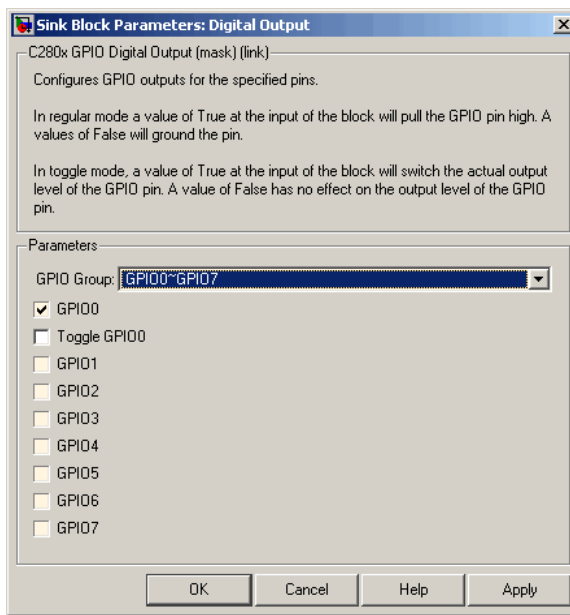 Sink Block Parameters: Digital Output
C280x GPIO Digital Output (mask) (link)
Configures GPIO outputs for the specified pins.
In regular mode a value of True at the input of the block will pull the GPIO pin high. A
values of False will ground the pin.
In toggle mode, a value of True at the input of the block will switch the actual output
level of the GPIO pin. A value of False has no effect on the output level of the GPIO
pin.
Parameters
GPIO Group: GPIO0~GPIO7
GPIO0
Toggle GPIO0
GPIO1
GPIO2
GPIO3
GPIO4
GPIO5
GPIO6
GPIO7
OK Cancel Help Apply